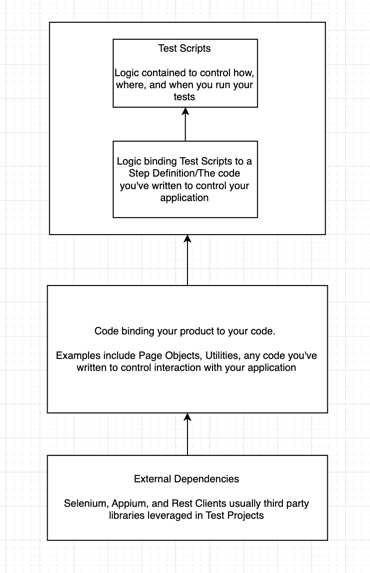 Test Scripts
Logic contained to control how,
where, and when you run your
tests
Logic binding Test Scripts to a
Step Definition/The code
you've written to control your
application
Code binding your product to your code.
Examples include Page Objects, Utilities, any code you've
written to control interaction with your application
External Dependencies
Selenium, Appium, and Rest Clients usually third party
libraries leveraged in Test Projects